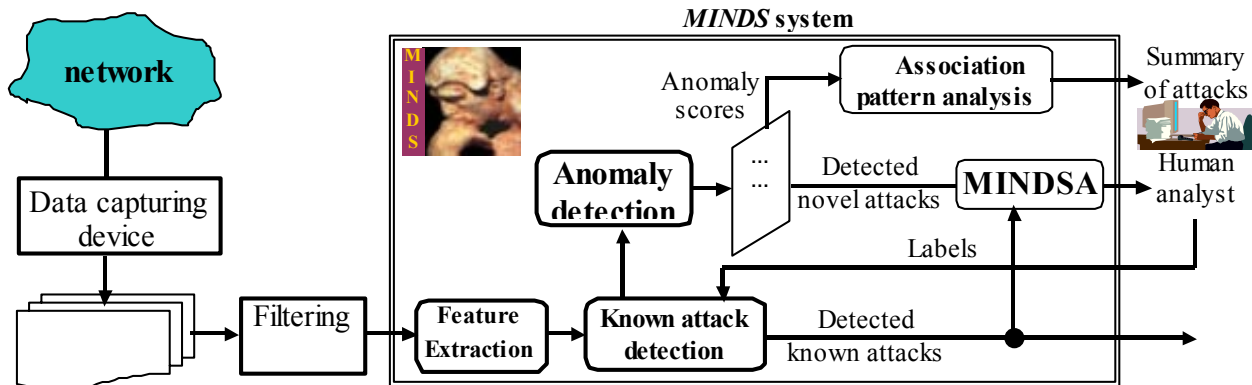 MINDS system
network
M
I
N
D
S
Association
pattern analysis
Summary
of attacks
Anomaly
scores
...
...
Anomaly
detection
Detected
novel attacks
MINDSA
Human
analyst
Data capturing
device
Labels
Filtering
Feature
Extraction
Known attack
detection
Detected
known attacks